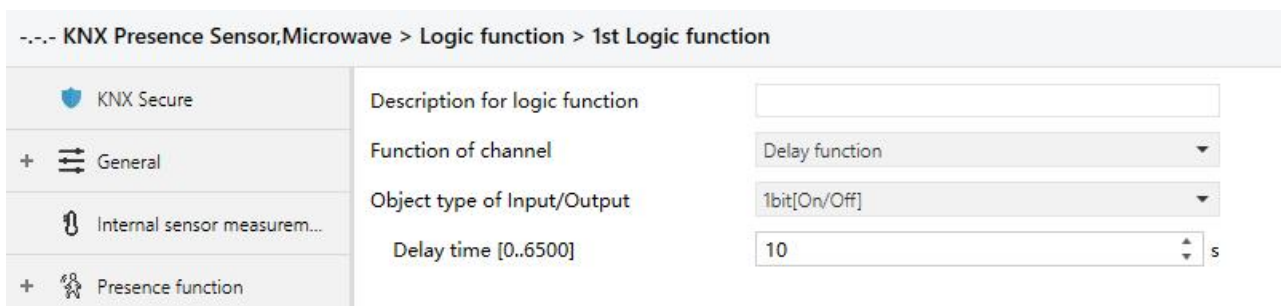 -.-.- KNX Presence Sensor,Microwave > Logic function > 1st Logic function
KNX Secure
+ General
Internal sensor measurem...
+ Presence function
Description for logic function
Function of channel Delay function
Object type of Input/Output 1bit[On/Off]
Delay time [0..6500] 10 s